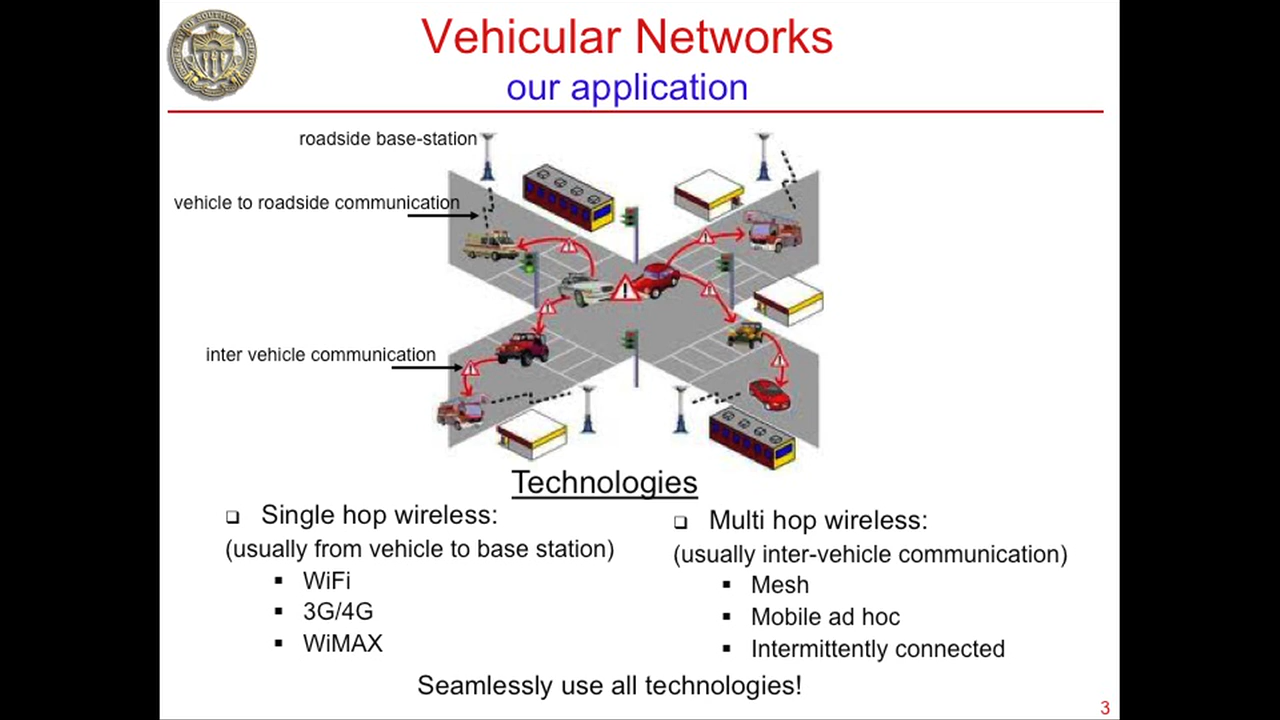 Vehicular Networks
our application
roadside base-station
vehicle to roadside communication
inter vehicle communication
Technologies
❑ Single hop wireless:
(usually from vehicle to base station)
▪ WiFi
▪ 3G/4G
▪ WiMAX
❑ Multi hop wireless:
(usually inter-vehicle communication)
▪ Mesh
▪ Mobile ad hoc
▪ Intermittently connected
Seamlessly use all technologies!
3